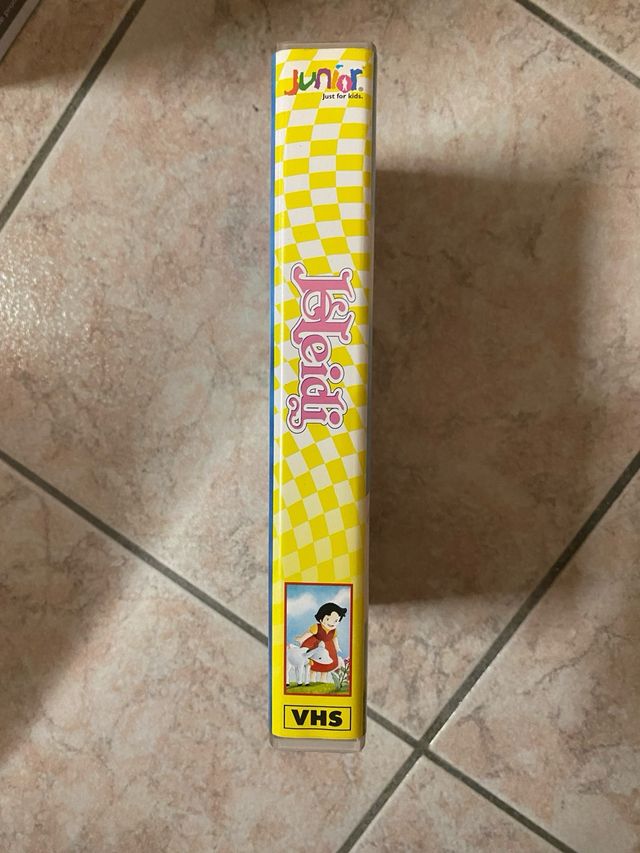 junior®
Just for kids.
Heidi
VHS